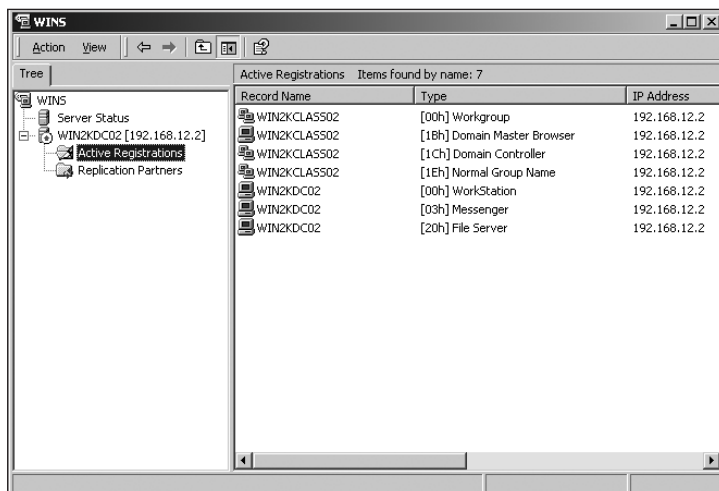 WINS
Action View
Tree
Active Registrations Items found by name: 7
WINS
Server Status
WIN2KDC02 [192.168.12.2]
Active Registrations
Replication Partners
Record Name Type IP Address
WIN2KCLASS02 [00h] Workgroup 192.168.12.2
WIN2KCLASS02 [1Bh] Domain Master Browser 192.168.12.2
WIN2KCLASS02 [1Ch] Domain Controller 192.168.12.2
WIN2KCLASS02 [1Eh] Normal Group Name 192.168.12.2
WIN2KDC02 [00h] WorkStation 192.168.12.2
WIN2KDC02 [03h] Messenger 192.168.12.2
WIN2KDC02 [20h] File Server 192.168.12.2